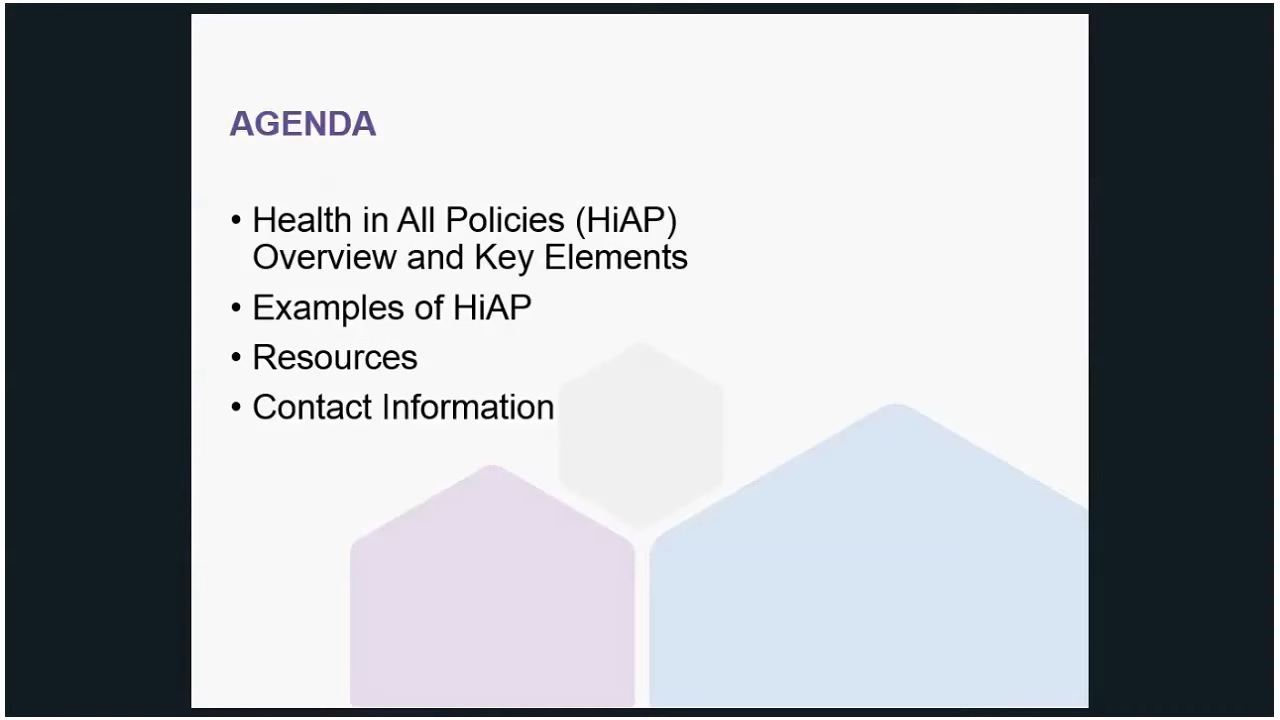 AGENDA
• Health in All Policies (HiAP)
Overview and Key Elements
• Examples of HiAP
• Resources
• Contact Information